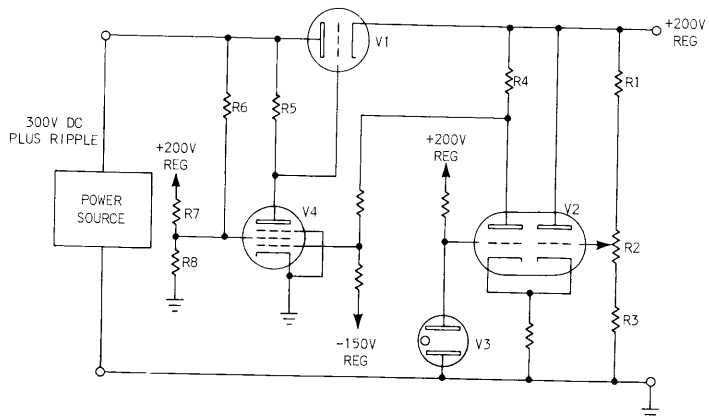 +200V
REG
V1
R4
R1
R6
R5
300V DC
PLUS RIPPLE
+200V
REG
+200V
REG
POWER
SOURCE
R7
V4
V2
R8
R2
R3
-150V
REG
V3